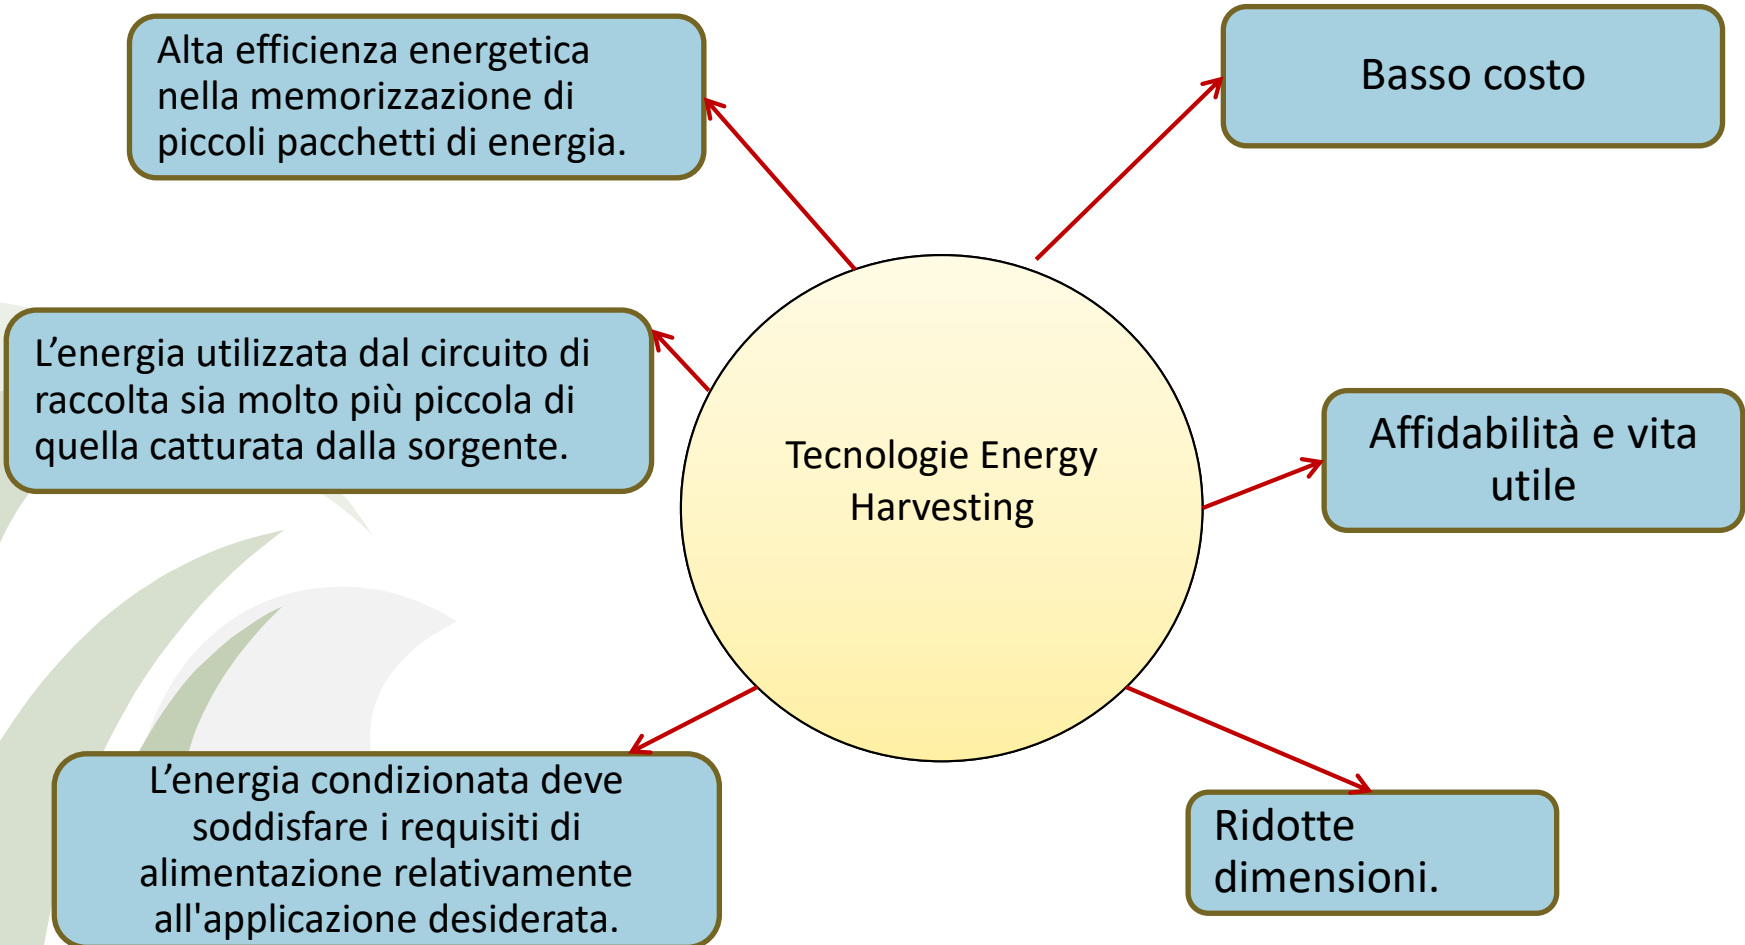 Alta efficienza energetica
nella memorizzazione di
piccoli pacchetti di energia.
Basso costo
L’energia utilizzata dal circuito di
raccolta sia molto più piccola di
quella catturata dalla sorgente.
Tecnologie Energy
Harvesting
Affidabilità e vita
utile
L’energia condizionata deve
soddisfare i requisiti di
alimentazione relativamente
all'applicazione desiderata.
Ridotte
dimensioni.